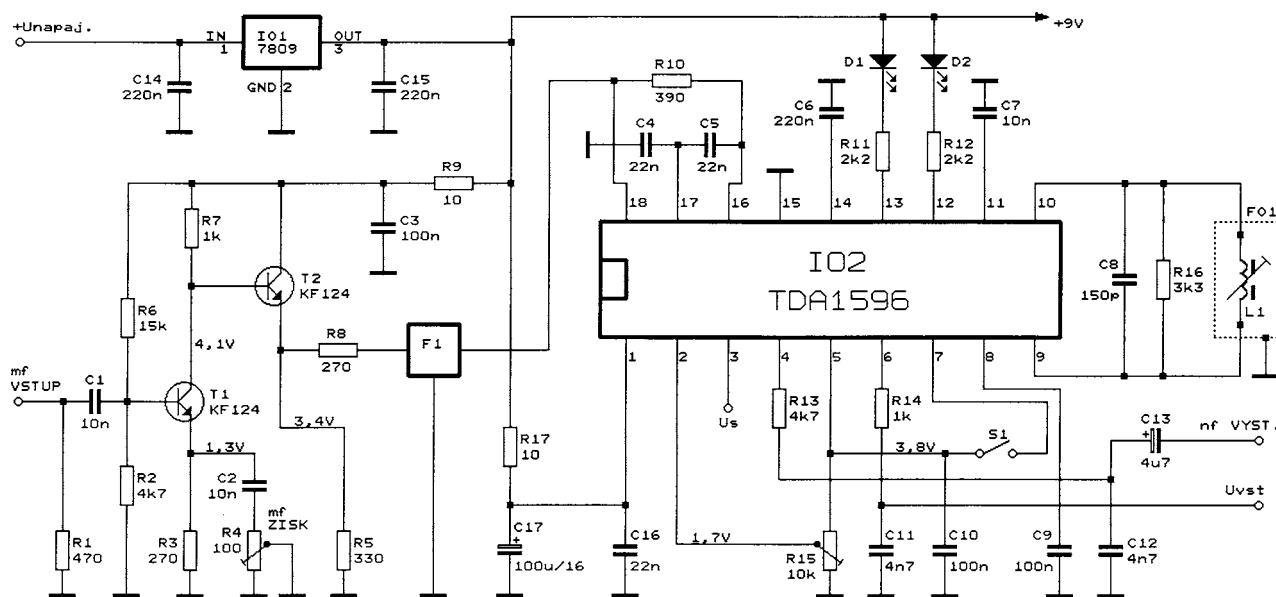 +Unapaj.
IN
1
IO1
7809
OUT
3
GND 2
C14
220n
C15
220n
+9V
R10
390
C4
22n
C5
22n
D1
D2
C6
220n
C7
10n
R11
2k2
R12
2k2
R9
10
R7
1k
C3
100n
18
17
16
15
14
13
12
11
10
FO1
T2
KF124
IO2
TDA1596
C8
150p
R16
3k3
L1
R6
15k
4,1V
R8
270
F1
1
2
3
4
5
6
7
8
9
mf
VSTUP
C1
10n
T1
KF124
3,4V
Us
R13
4k7
R14
1k
C13
+
4u7
nf VYST.
1,3V
R17
10
3,8V
S1
R2
4k7
C2
10n
mf
ZISK
Uvst
R1
470
R3
270
R4
100
R5
330
C17
+
100u/16
C16
22n
1,7V
R15
10k
C11
4n7
C10
100n
C9
100n
C12
4n7